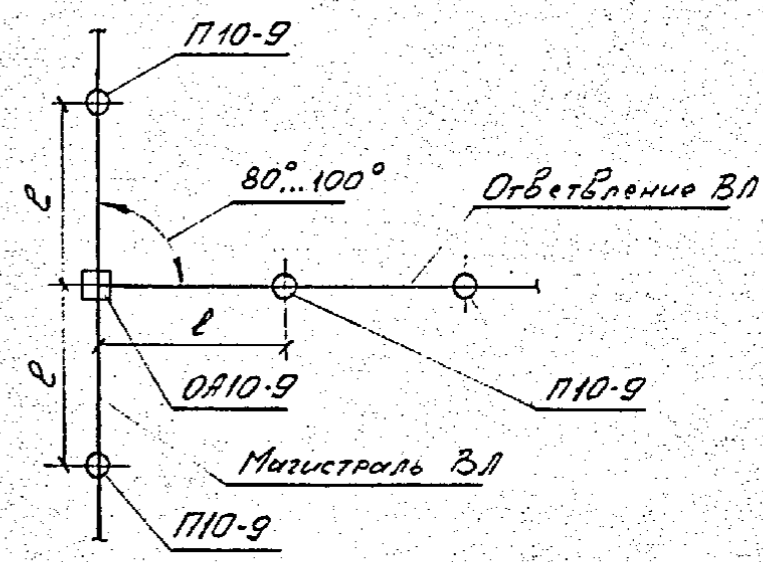 П10-9
80°...100°
Ответвление ВЛ
l
l
l
ОА10-9
П10-9
Магистраль ВЛ
П10-9